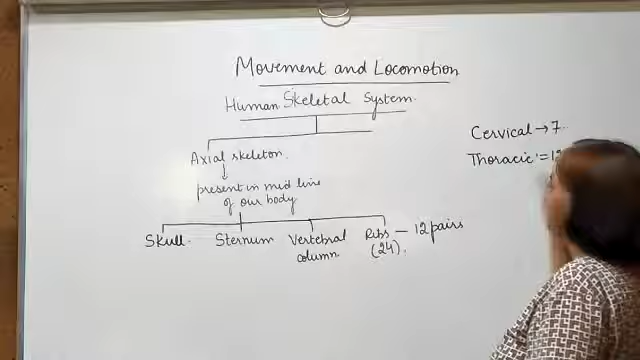 Movement and Locomotion
Human Skeletal System.
Axial skeleton.
present in mid line
of our body
Skull. Sternum Vertebral column Ribs — 12 pairs
(24).
Cervical → 7
Thoracic =